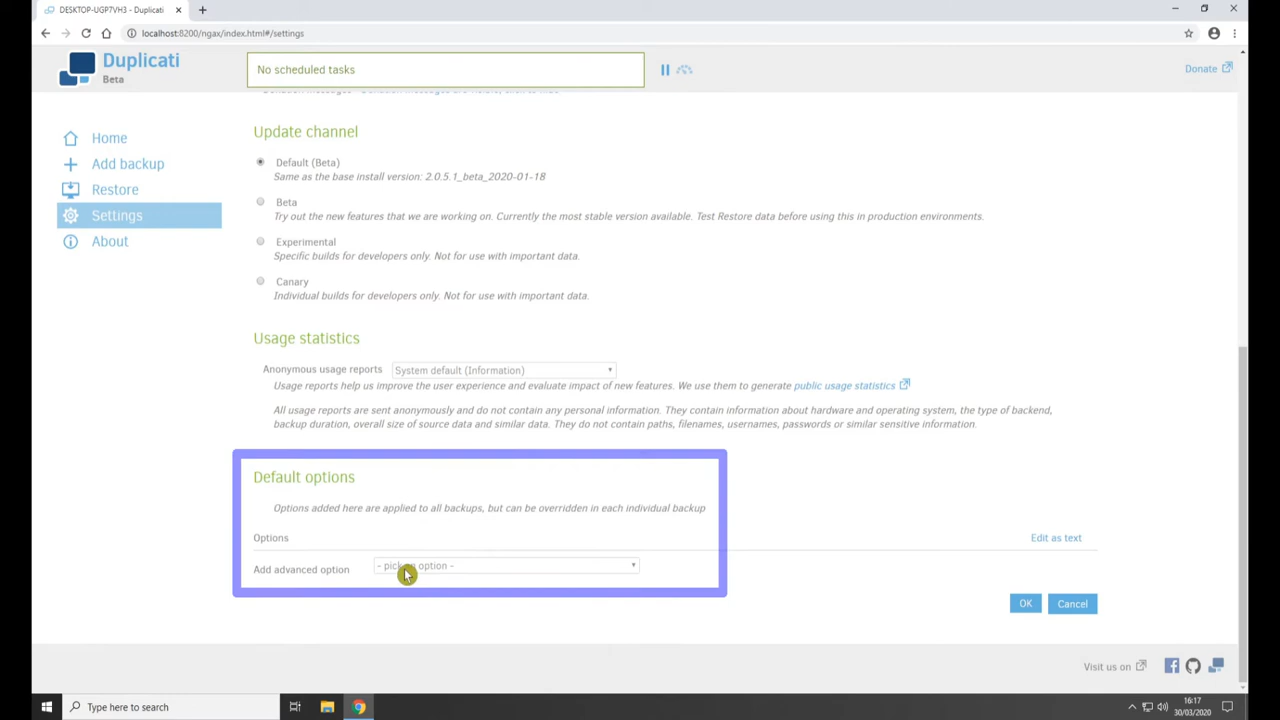 DESKTOP-UGP7VH3 - Duplicati
localhost:8200/ngax/index.html#/settings
Duplicati
Beta
No scheduled tasks
Donate
Home
Add backup
Restore
Settings
About
Update channel
Default (Beta)
Same as the base install version: 2.0.5.1_beta_2020-01-18
Beta
Try out the new features that we are working on. Currently the most stable version available. Test Restore data before using this in production environments.
Experimental
Specific builds for developers only. Not for use with important data.
Canary
Individual builds for developers only. Not for use with important data.
Usage statistics
Anonymous usage reports System default (Information)
Usage reports help us improve the user experience and evaluate impact of new features. We use them to generate public usage statistics
All usage reports are sent anonymously and do not contain any personal information. They contain information about hardware and operating system, the type of backend,
backup duration, overall size of source data and similar data. They do not contain paths, filenames, usernames, passwords or similar sensitive information.
Default options
Options added here are applied to all backups, but can be overridden in each individual backup
Options
Edit as text
Add advanced option - pick an option -
OK Cancel
Visit us on
Type here to search
16:17
30/03/2020